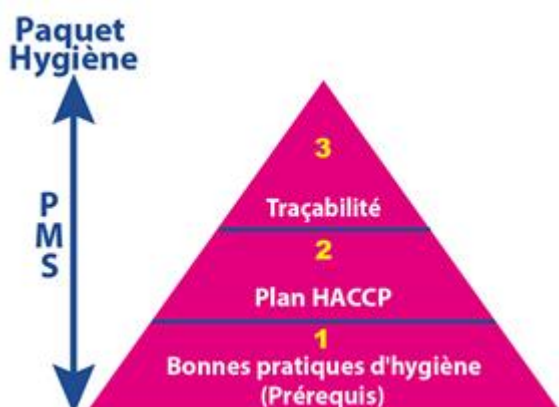 Paquet
Hygiène
P
M
S
3
Traçabilité
2
Plan HACCP
1
Bonnes pratiques d'hygiène
(Prérequis)